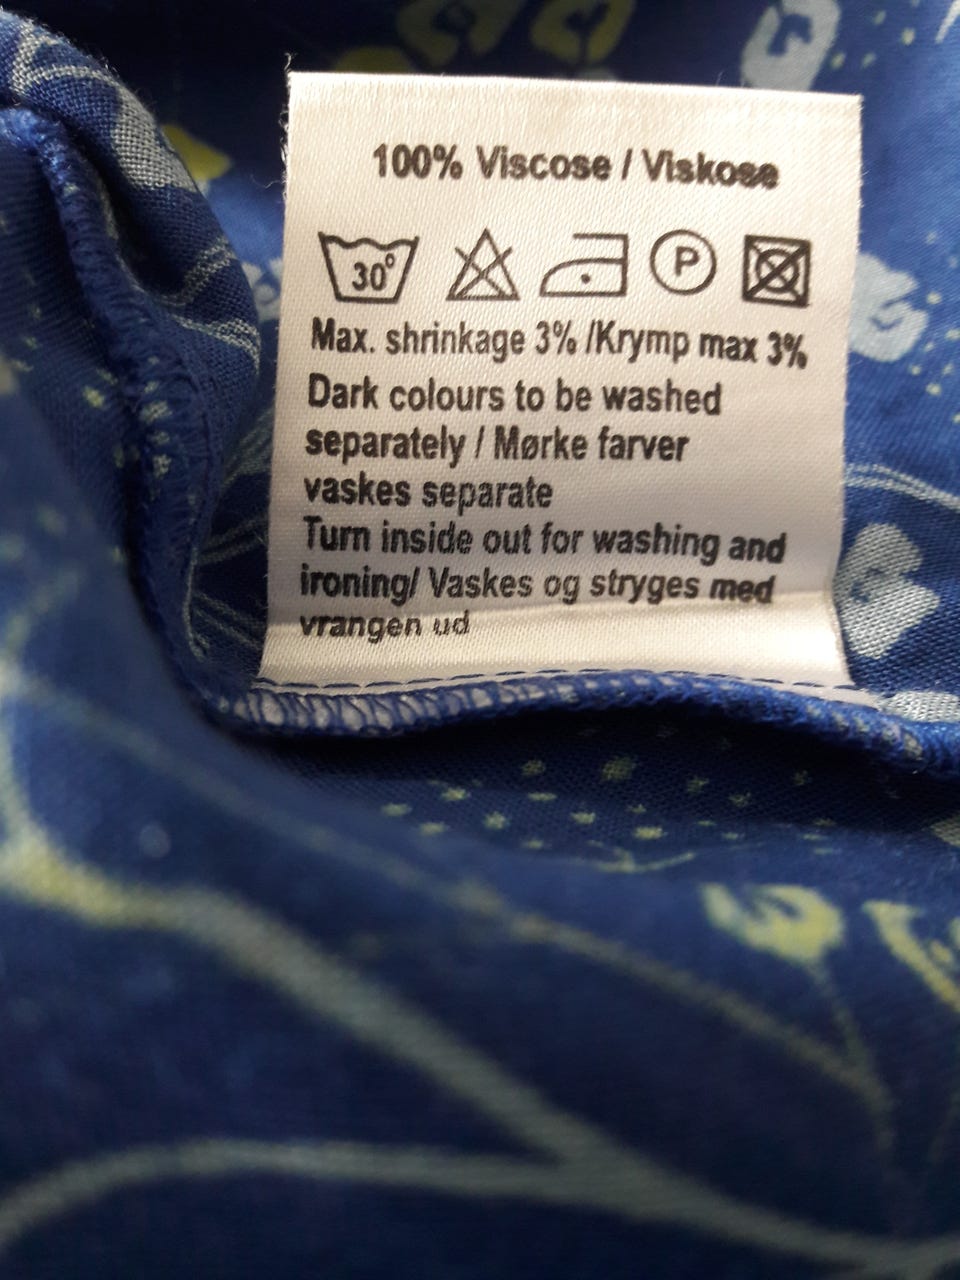 100% Viscose / Viskose
30°
P
Max. shrinkage 3% /Krymp max 3%
Dark colours to be washed
separately / Mørke farver
vaskes separate
Turn inside out for washing and
ironing/ Vaskes og stryges med
vrangen ud